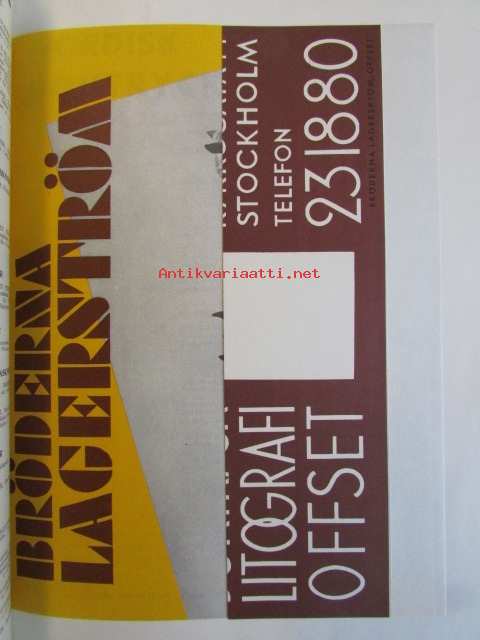 BRÖDERNA
LAGERSTRÖM
STOCKHOLM
TELEFON
231880
BRÖDERNA LAGERSTRÖM, OFFSET
LITOGRAFI
OFFSET
Antikvariaatti.net